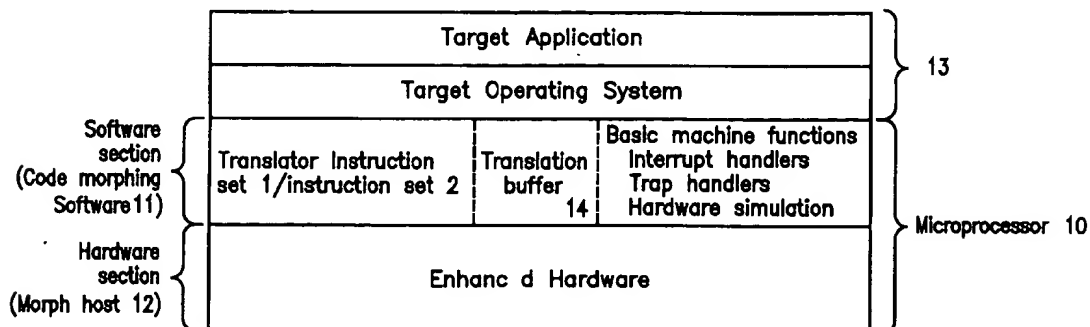 Target Application
13
Target Operating System
Software
section
(Code morphing
Software11)
Translator Instruction
set 1/instruction set 2
Translation
buffer
14
Basic machine functions
Interrupt handlers
Trap handlers
Hardware simulation
Microprocessor 10
Hardware
section
(Morph host 12)
Enhanc d Hardware